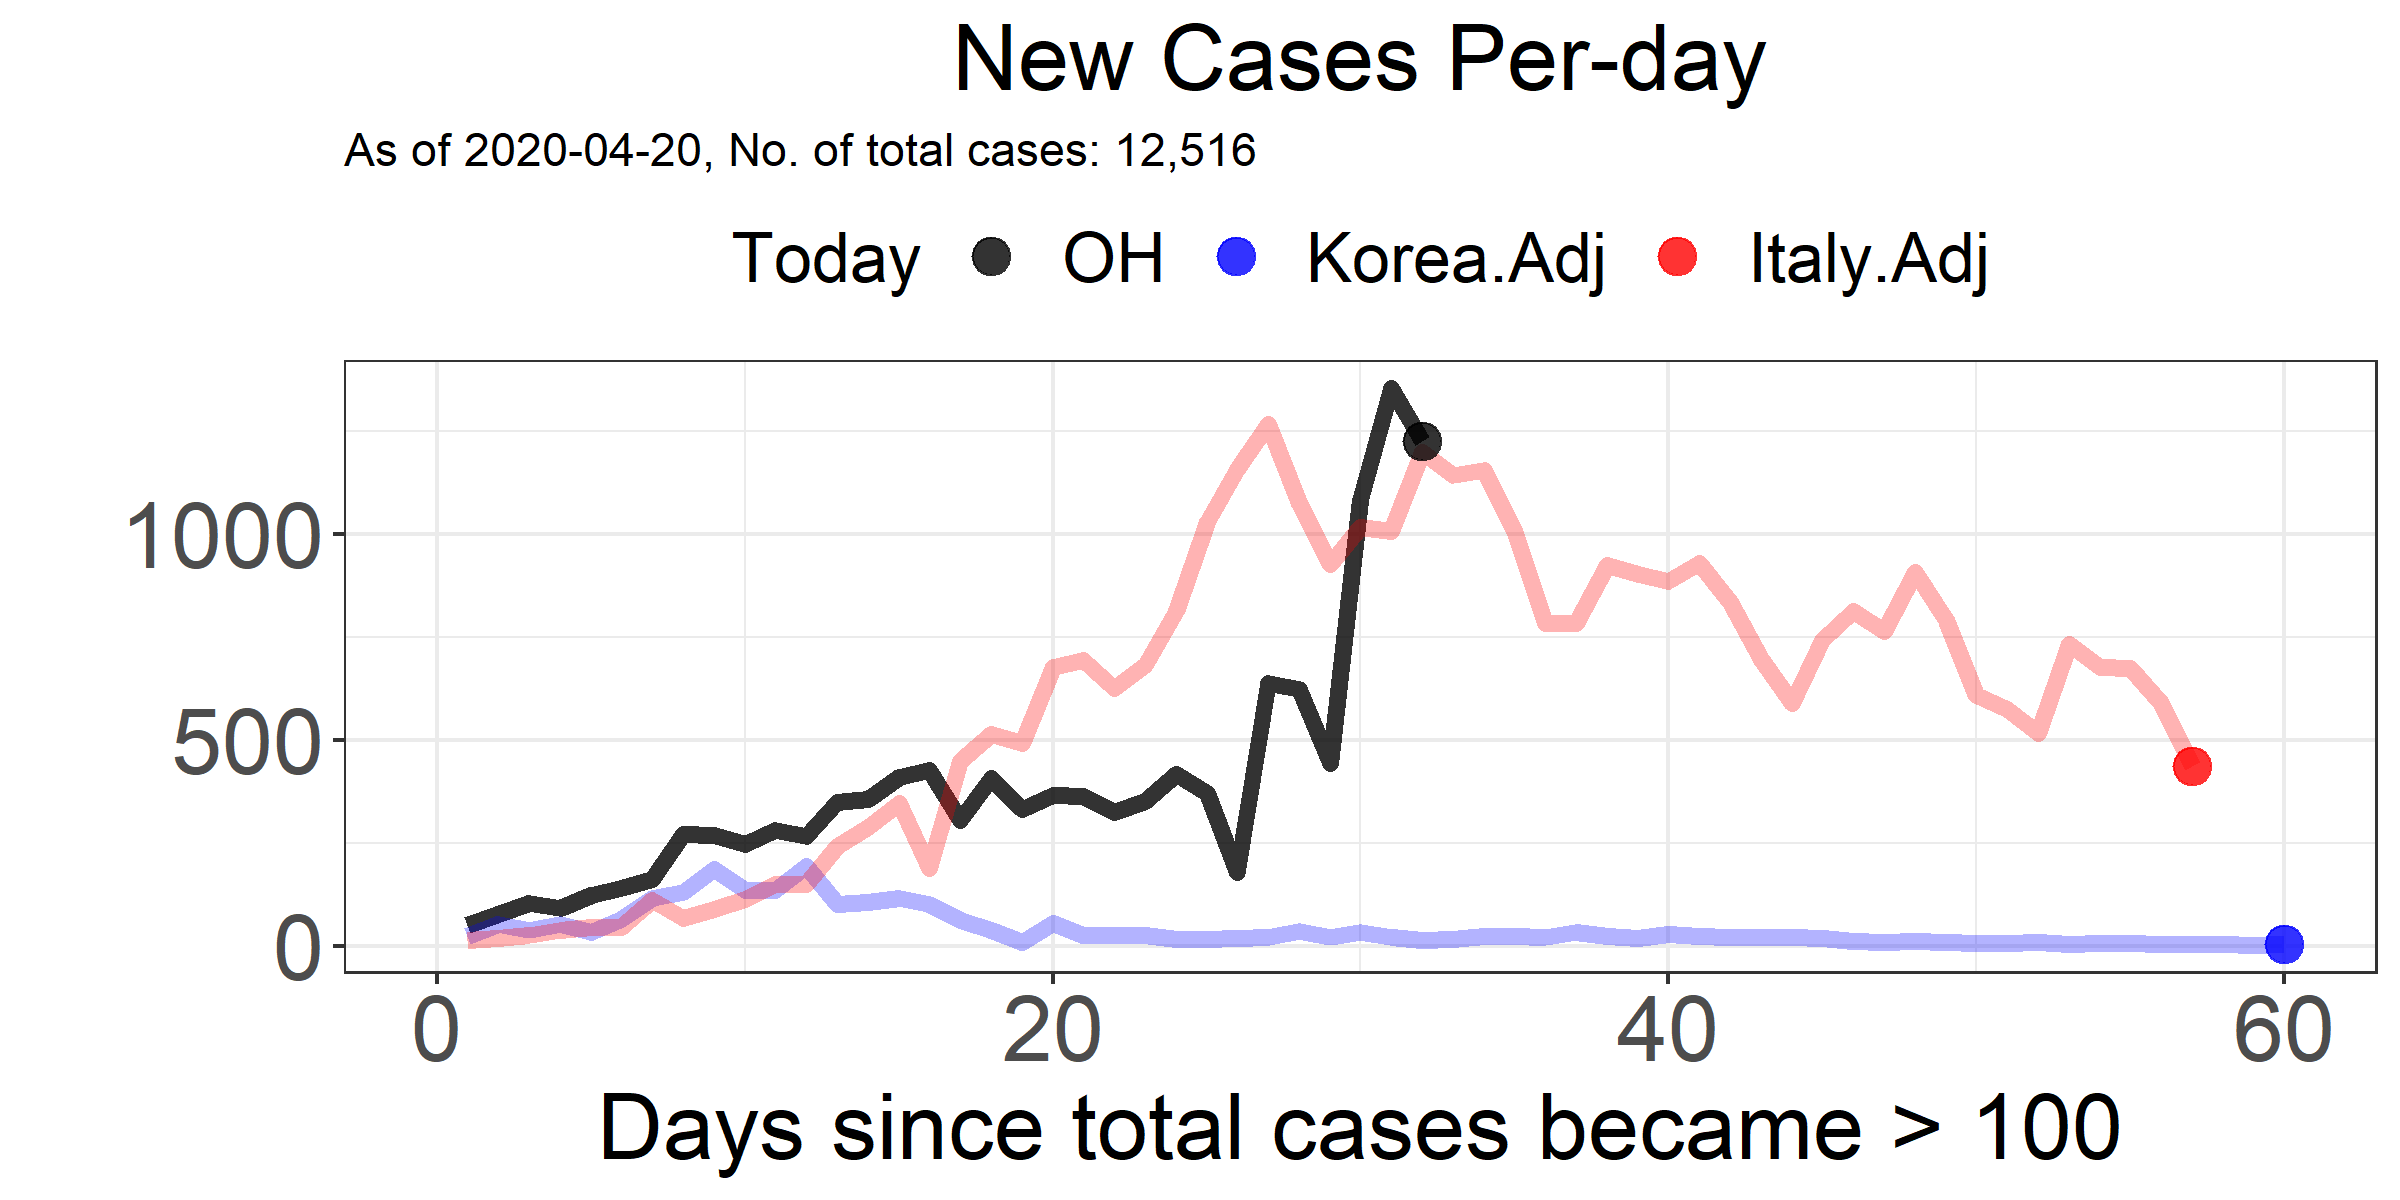 New Cases Per-day
As of 2020-04-20, No. of total cases: 12,516
Today OH Korea.Adj Italy.Adj
1000
500
0
0 20 40 60
Days since total cases became > 100